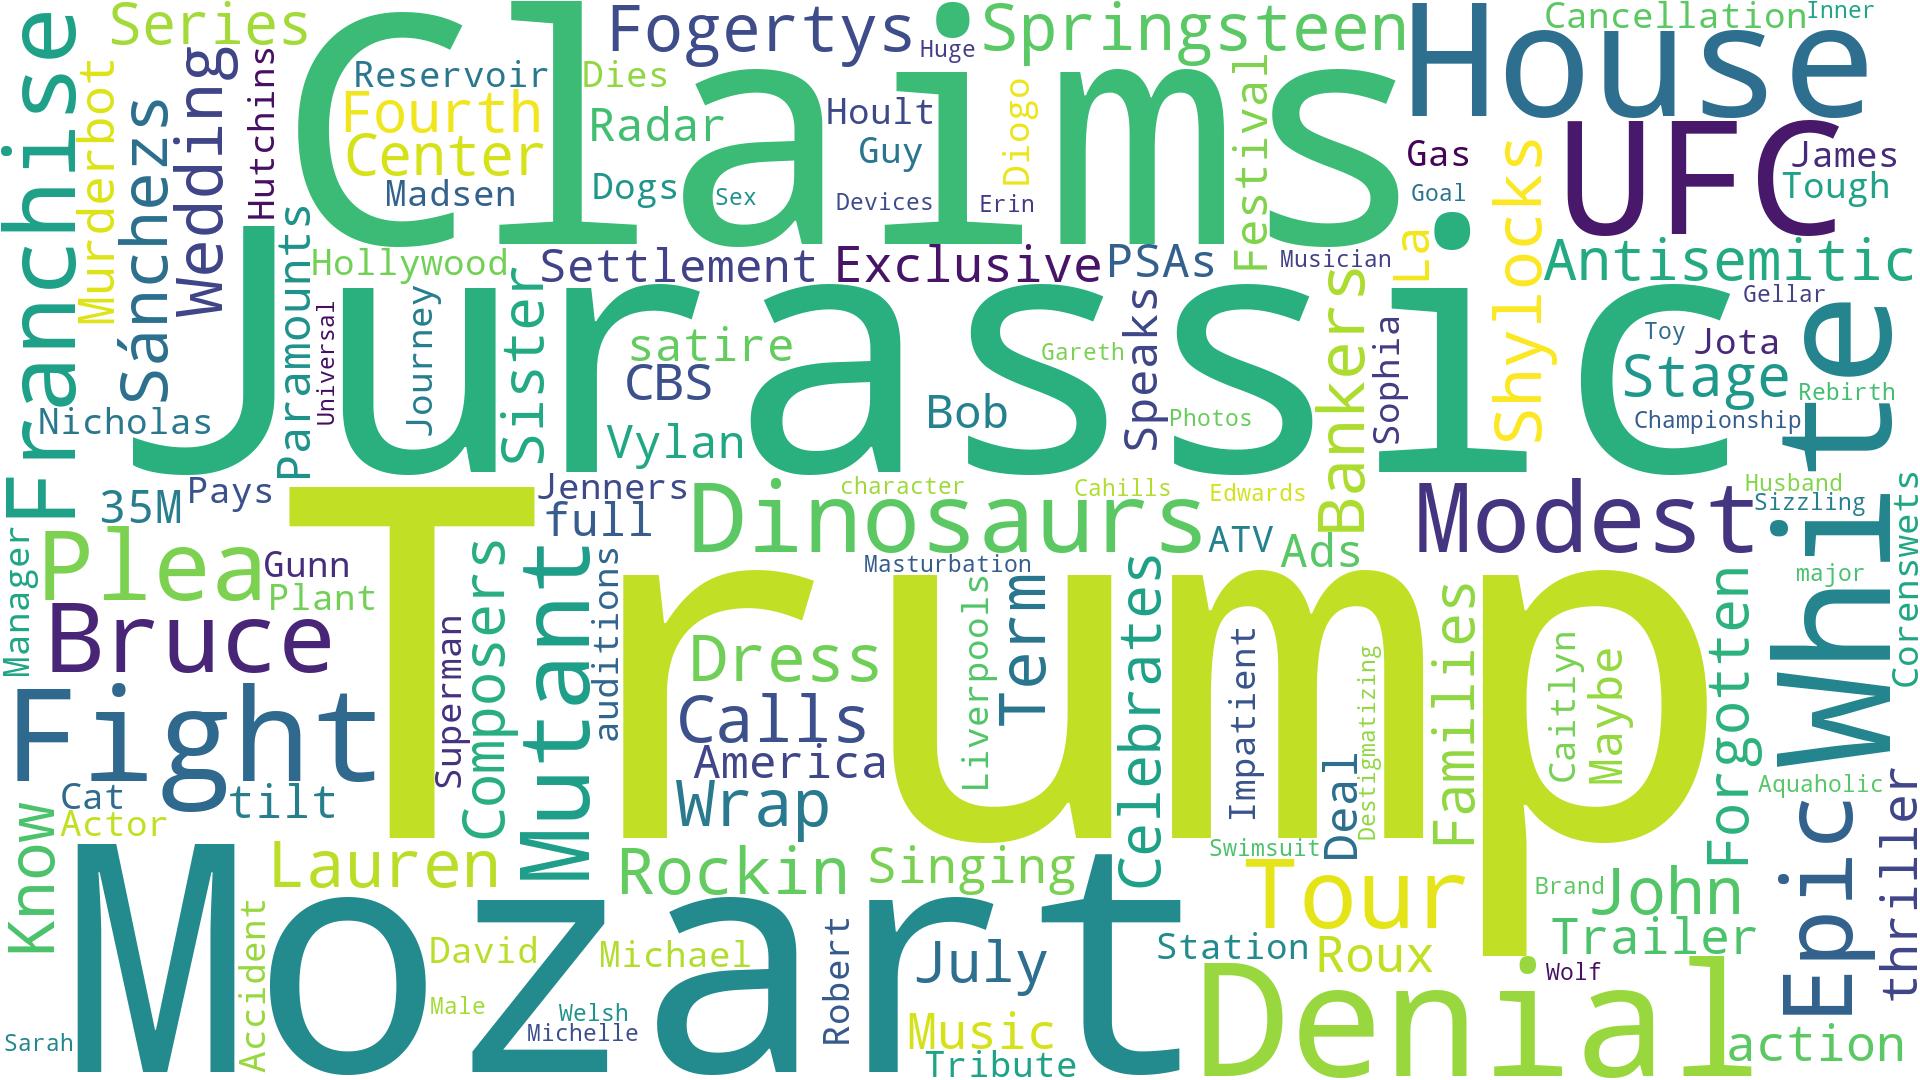 Franchise
Series
Claims
Fogertys
Huge
Springsteen
House
Cancellation
Inner
Murderbot
Sánchezs
Wedding
Hutchins
Reservoir
Dies
Fourth
Center
Radar
Hoult
Guy
Diogo
Festival
Gas
Goal
Shylocks
UFC
James
Tough
Madsen
Dogs
Sex
Devices
Erin
La
Paramounts
Hollywood
Settlement
Exclusive
PSAs
Musician
Antisemitic
Gellar
Jurassic
Universal
Journey
Sister
satire
CBS
Gareth
Speaks
Bankers
Sophia
Toy
Jota
Stage
Rebirth
Nicholas
Vylan
Bob
Photos
Championship
White
35M
Pays
Jenners
full
character
Dinosaurs
Cahills
Edwards
ATV
Ads
Modest
Husband
Sizzling
Corenswets
Manager
Plea
Gunn
Plant
Trump
Mutant
auditions
Masturbation
major
Bruce
Superman
Composers
Dress
Liverpools
Term
Celebrates
Impatient
Destigmatizing
Families
Caitlyn
Maybe
Forgotten
Fight
Calls
America
Wrap
Deal
Aquaholic
Cat
Actor
tilt
Know
Mozart
Lauren
Rockin
Singing
Swimsuit
Tour
Brand
John
Epic
thriller
Accident
David
Michael
Robert
July
Station
Roux
Trailer
Male
Welsh
Michelle
Music
Tribute
Denial
Wolf
action
Sarah